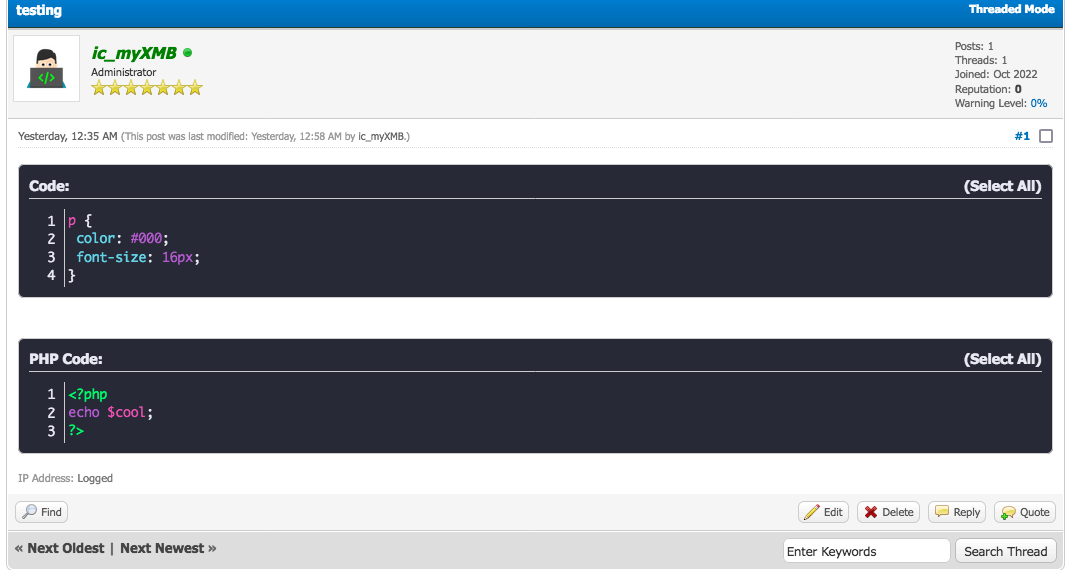 testing Threaded Mode
</>
ic_myXMB
Administrator
Posts: 1
Threads: 1
Joined: Oct 2022
Reputation: 0
Warning Level: 0%
Yesterday, 12:35 AM (This post was last modified: Yesterday, 12:58 AM by ic_myXMB.) #1
Code: (Select All)
1 p {
2  color: #000;
3  font-size: 16px;
4 }
PHP Code: (Select All)
1 <?php
2 echo $cool;
3 ?>
IP Address: Logged
Find Edit Delete Reply Quote
« Next Oldest | Next Newest » Enter Keywords Search Thread